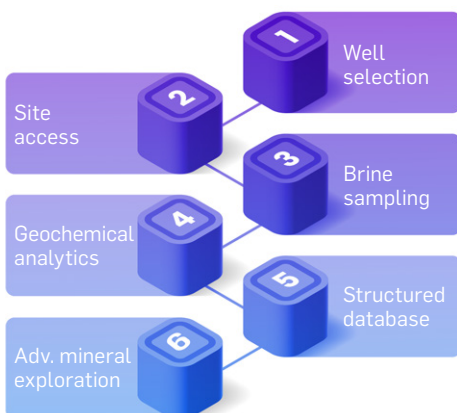 1
Well
selection
2
Site
access
3
Brine
sampling
4
Geochemical
analytics
5
Structured
database
6
Adv. mineral
exploration